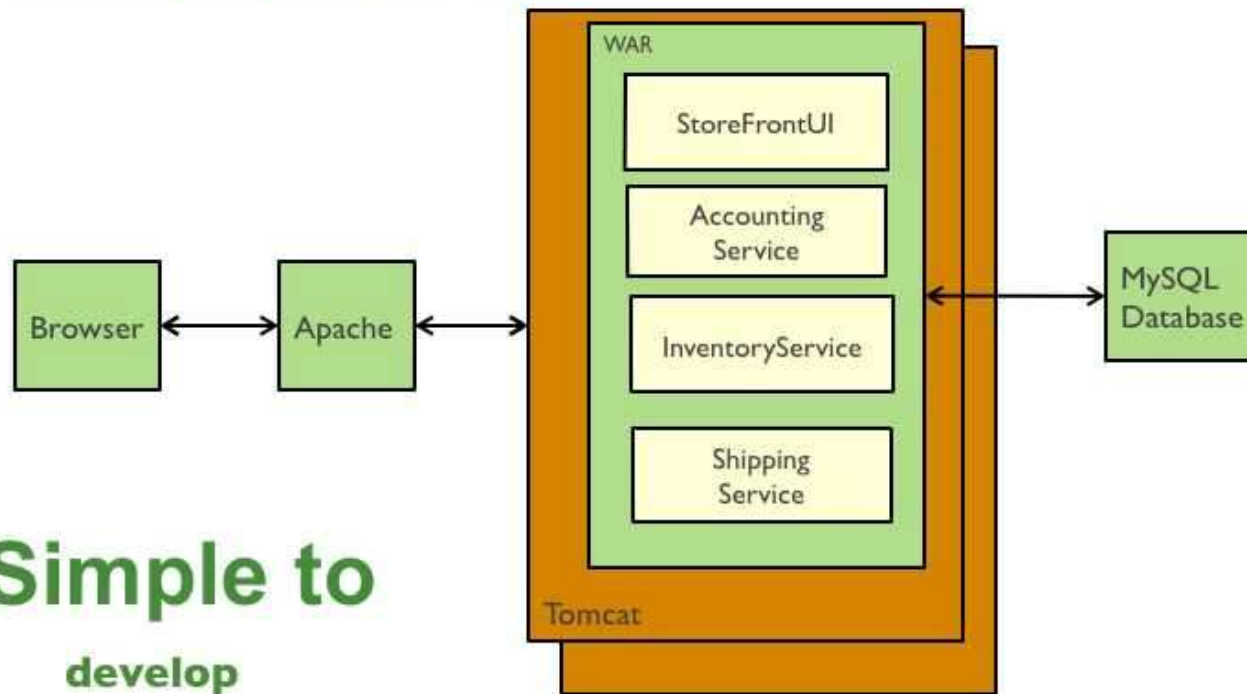 WAR
StoreFrontUI
Accounting
Service
InventoryService
Shipping
Service
Browser
Apache
MySQL
Database
Tomcat
Simple to
develop